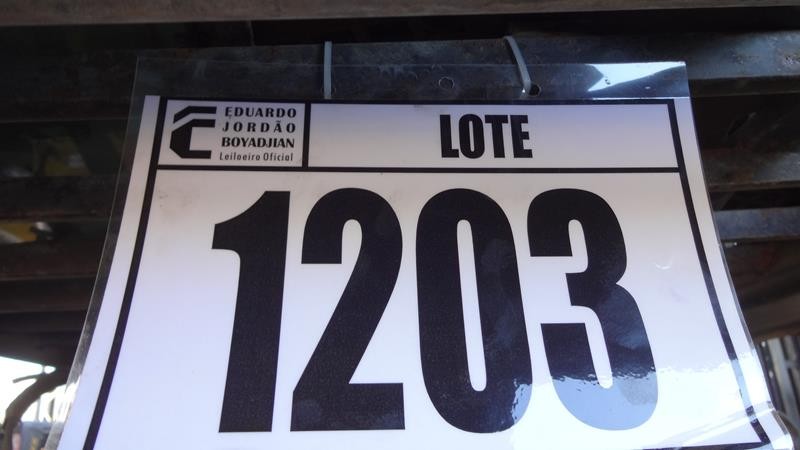 EDUARDO
JORDÃO
BOYADJIAN
Leiloeiro Oficial
LOTE
1203